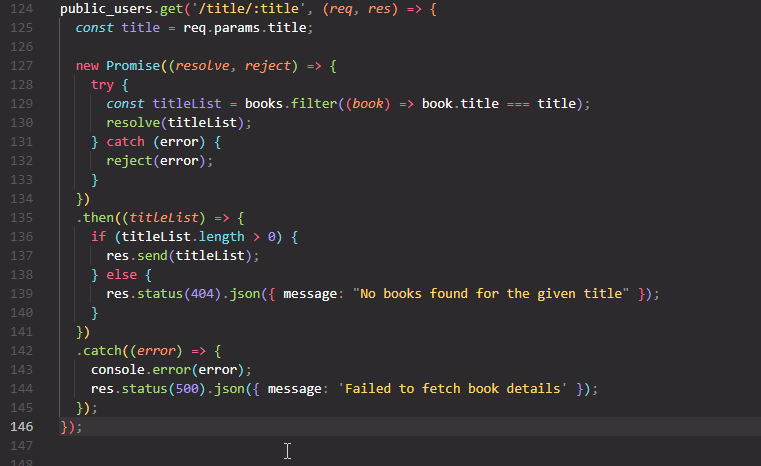 124 public_users.get('/title/:title', (req, res) => {
125   const title = req.params.title;
126
127   new Promise((resolve, reject) => {
128     try {
129       const titleList = books.filter((book) => book.title === title);
130       resolve(titleList);
131     } catch (error) {
132       reject(error);
133     }
134   })
135   .then((titleList) => {
136     if (titleList.length > 0) {
137       res.send(titleList);
138     } else {
139       res.status(404).json({ message: "No books found for the given title" });
140     }
141   })
142   .catch((error) => {
143     console.error(error);
144     res.status(500).json({ message: 'Failed to fetch book details' });
145   });
146 });
147
148